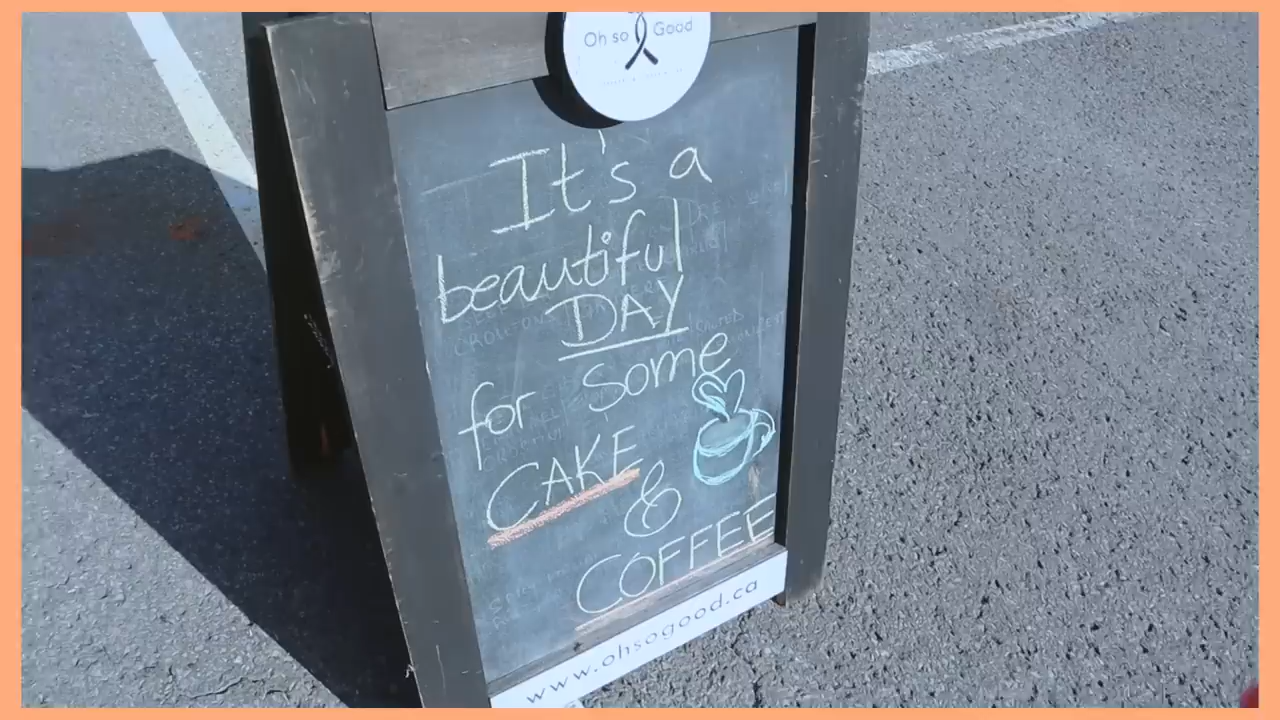 Oh so Good
It's a
beautiful
DAY
for some
CAKE
&
COFFEE
www.ohsogood.ca